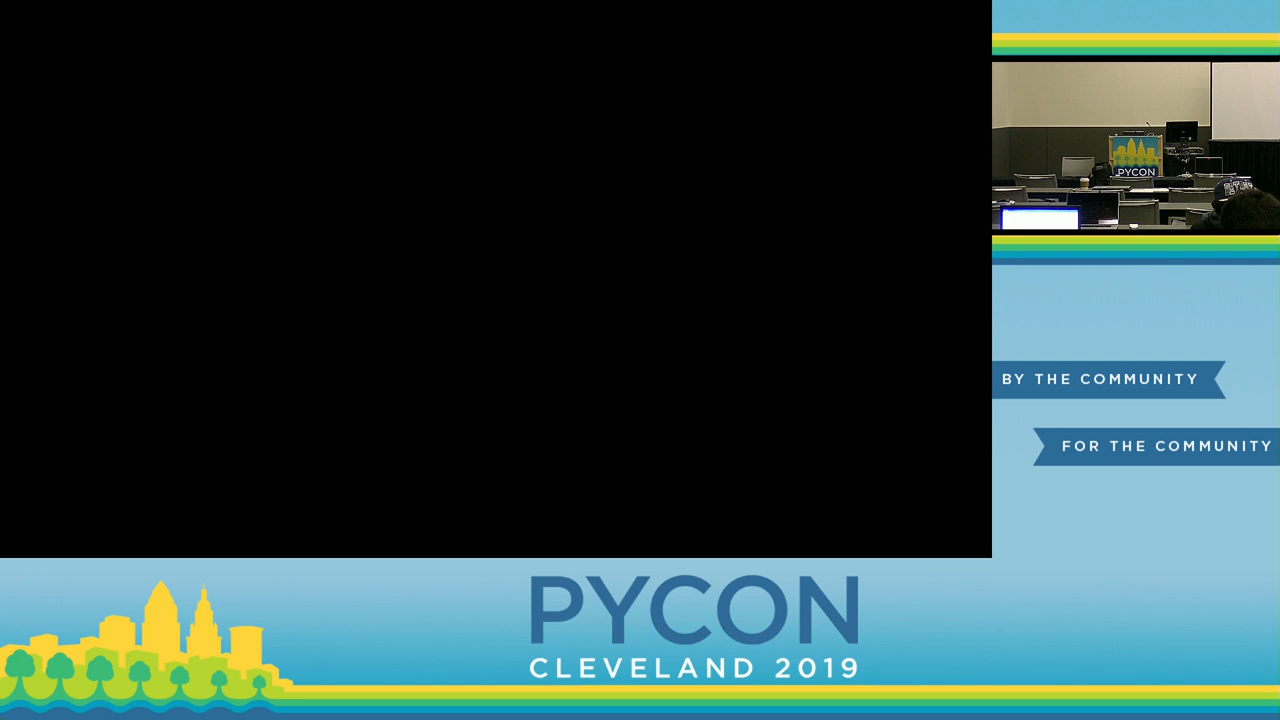 PYCON
BY THE COMMUNITY
FOR THE COMMUNITY
PYCON
CLEVELAND 2019